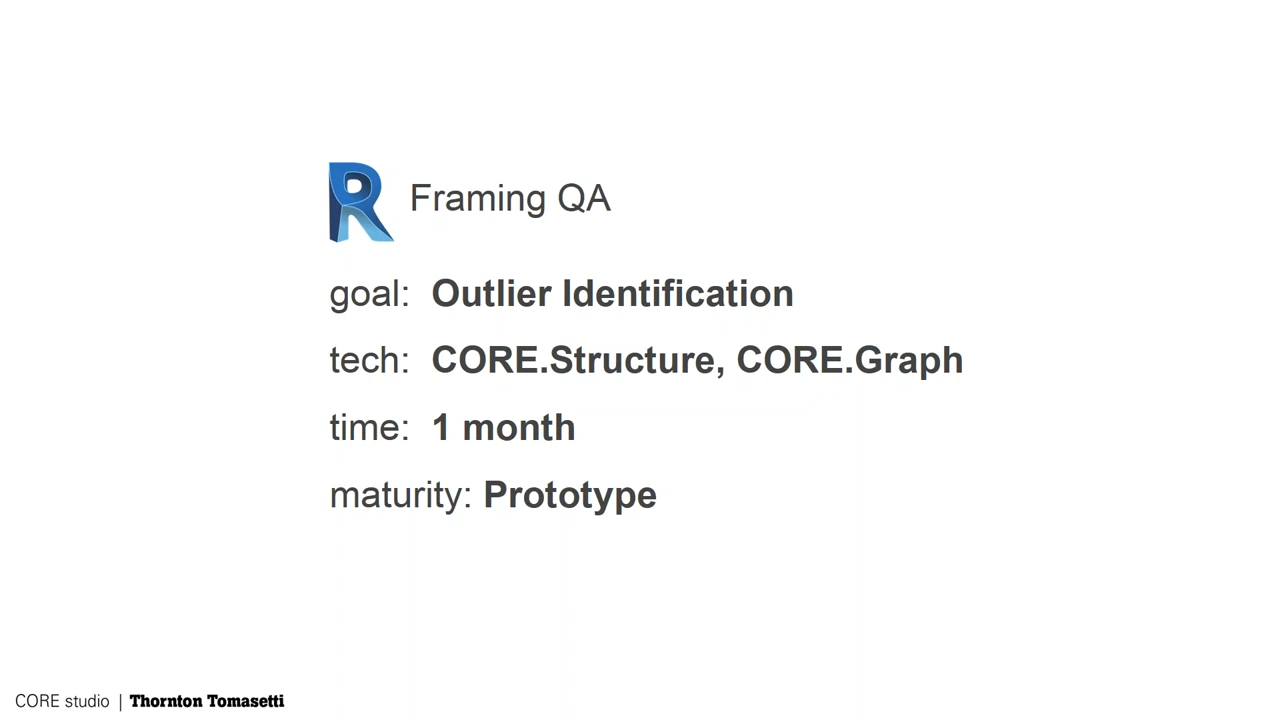 Framing QA
goal: Outlier Identification
tech: CORE.Structure, CORE.Graph
time: 1 month
maturity: Prototype
CORE studio | Thornton Tomasetti